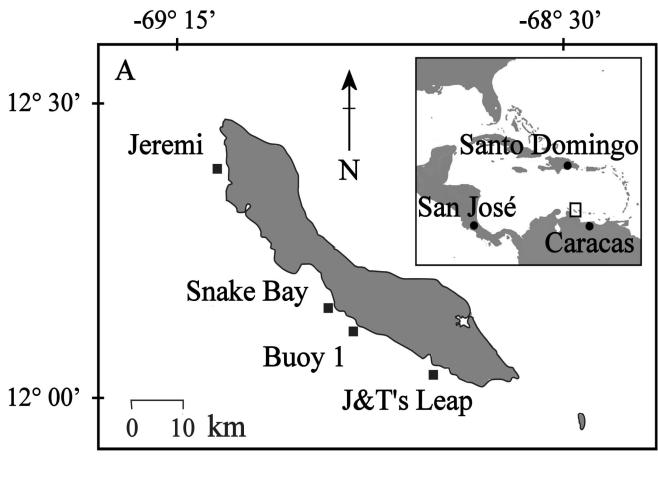 -69° 15’
-68° 30’
A
12° 30’
Jeremi
N
Santo Domingo
San José
Caracas
Snake Bay
Buoy 1
J&T's Leap
12° 00’
0 10 km